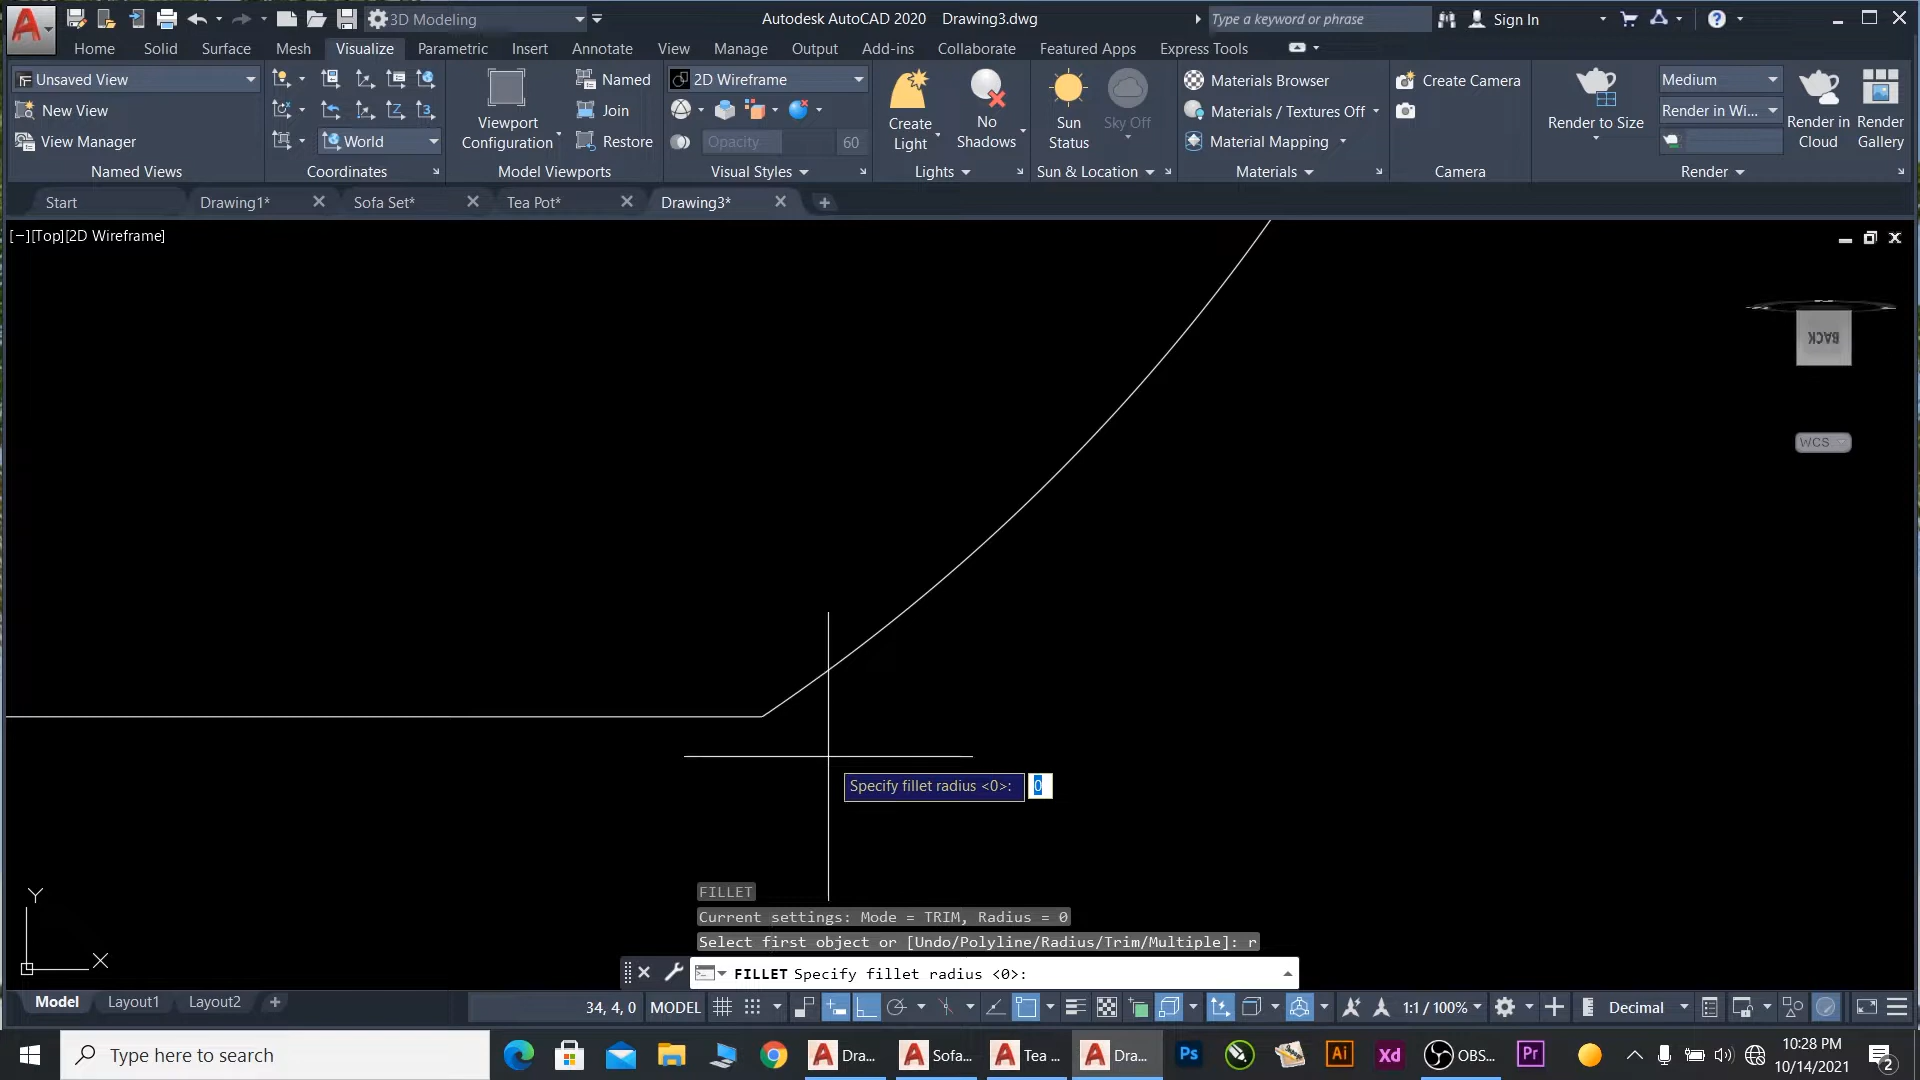 3D Modeling
Autodesk AutoCAD 2020 Drawing3.dwg
Type a keyword or phrase
Sign In
Home Solid Surface Mesh Visualize Parametric Insert Annotate View Manage Output Add-ins Collaborate Featured Apps Express Tools
Unsaved View
New View
View Manager
Named Views
World
Coordinates
Viewport
Configuration
Named
Join
Restore
Model Viewports
2D Wireframe
Opacity 60
Visual Styles
Create
Light
No
Shadows
Lights
Sun
Status
Sky Off
Sun & Location
Materials Browser
Materials / Textures Off
Material Mapping
Materials
Create Camera
Camera
Render to Size
Medium
Render in Wi...
Render in
Cloud
Render
Gallery
Render
Start Drawing1* Sofa Set* Tea Pot* Drawing3*
[−][Top][2D Wireframe]
BACK
WCS
Specify fillet radius <0>: 0
Y
X
FILLET
Current settings: Mode = TRIM, Radius = 0
Select first object or [Undo/Polyline/Radius/Trim/Multiple]: r
FILLET Specify fillet radius <0>:
Model Layout1 Layout2
34, 4, 0 MODEL 1:1 / 100% Decimal
Type here to search
Dra... Sofa... Tea ... Dra... Ps Ai Xd OBS... Pr
10:28 PM
10/14/2021
2